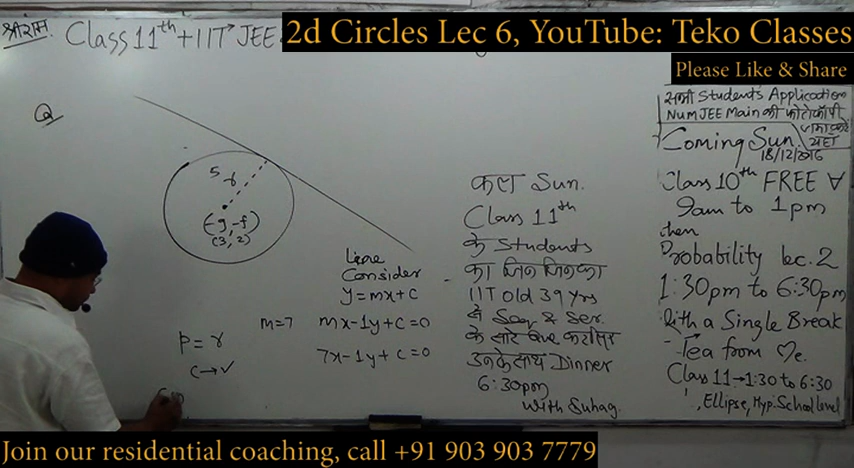 श्रीराम. Class 11th + IIT JEE
2d Circles Lec 6, YouTube: Teko Classes
Please Like & Share
Q
5 r
(-g,-f)
(3,2)
Line
Consider
y=mx+c
m=7 mx-1y+c=0
7x-1y+c=0
p=r
c→✓
कल Sun.
Class 11th
के Students
का जिन जिनका
IIT old 39 yrs
के सारे Que
उनके साथ Dinner
6:30pm
With Suhag.
सभी Students Application
Num JEE Main की फोटोकॉपी
Coming Sun.
18/12/2016
Class 10th FREE ∀
9am to 1pm
then
Probability lec. 2
1:30pm to 6:30pm
With a Single Break
- Tea from Me.
Class 11→1:30 to 6:30
Ellipse, Hyp. School level
Join our residential coaching, call +91 903 903 7779